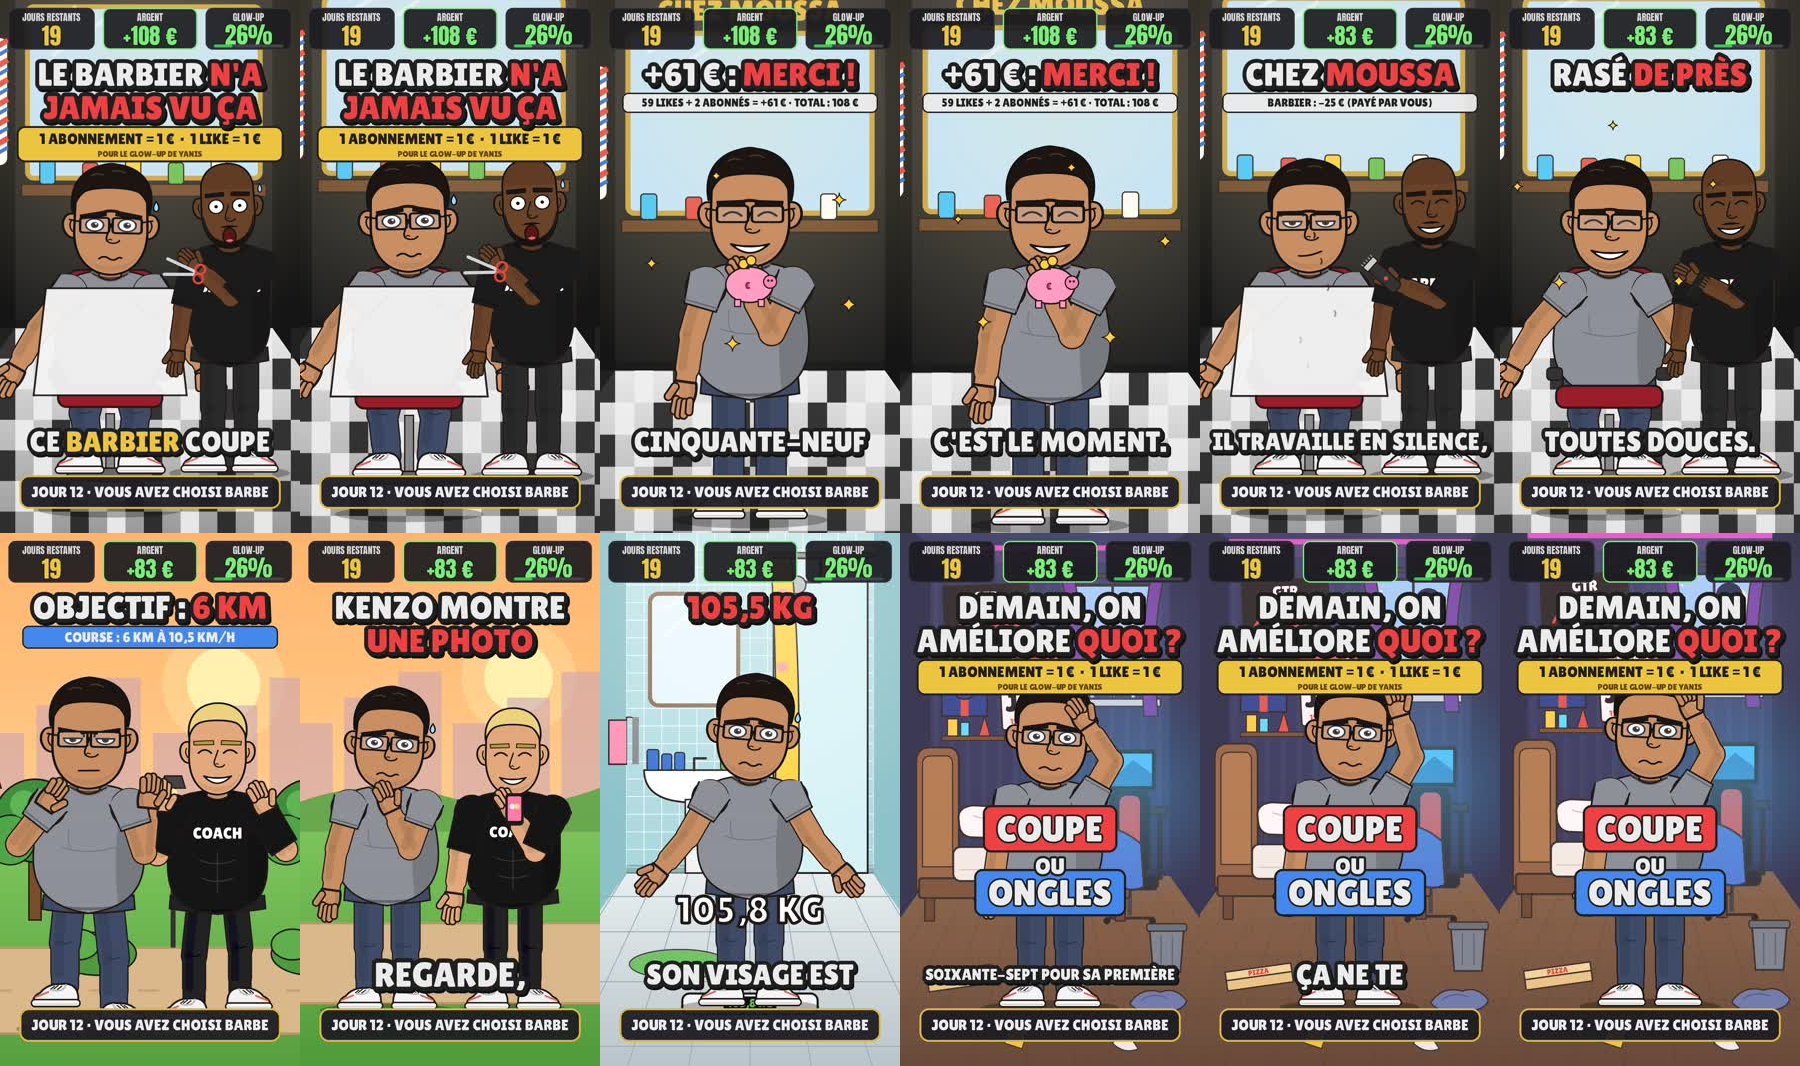 JOURS RESTANTS
19
ARGENT
+108 €
GLOW-UP
26%
LE BARBIER N'A
JAMAIS VU ÇA
1 ABONNEMENT = 1 € · 1 LIKE = 1 €
POUR LE GLOW-UP DE YANIS
CE BARBIER COUPE
JOUR 12 · VOUS AVEZ CHOISI BARBE
JOURS RESTANTS
19
ARGENT
+108 €
GLOW-UP
26%
LE BARBIER N'A
JAMAIS VU ÇA
1 ABONNEMENT = 1 € · 1 LIKE = 1 €
POUR LE GLOW-UP DE YANIS
JOUR 12 · VOUS AVEZ CHOISI BARBE
CHEZ MOUSSA
JOURS RESTANTS
19
ARGENT
+108 €
GLOW-UP
26%
+61 € : MERCI !
59 LIKES + 2 ABONNÉS = +61 € · TOTAL : 108 €
€
CINQUANTE-NEUF
JOUR 12 · VOUS AVEZ CHOISI BARBE
CHEZ MOUSSA
JOURS RESTANTS
19
ARGENT
+108 €
GLOW-UP
26%
+61 € : MERCI !
59 LIKES + 2 ABONNÉS = +61 € · TOTAL : 108 €
€
C'EST LE MOMENT.
JOUR 12 · VOUS AVEZ CHOISI BARBE
JOURS RESTANTS
19
ARGENT
+83 €
GLOW-UP
26%
CHEZ MOUSSA
BARBIER : -25 € (PAYÉ PAR VOUS)
IL TRAVAILLE EN SILENCE,
JOUR 12 · VOUS AVEZ CHOISI BARBE
JOURS RESTANTS
19
ARGENT
+83 €
GLOW-UP
26%
RASÉ DE PRÈS
TOUTES DOUCES.
JOUR 12 · VOUS AVEZ CHOISI BARBE
JOURS RESTANTS
19
ARGENT
+83 €
GLOW-UP
26%
OBJECTIF : 6 KM
COURSE : 6 KM À 10,5 KM/H
COACH
JOUR 12 · VOUS AVEZ CHOISI BARBE
JOURS RESTANTS
19
ARGENT
+83 €
GLOW-UP
26%
KENZO MONTRE
UNE PHOTO
REGARDE,
JOUR 12 · VOUS AVEZ CHOISI BARBE
JOURS RESTANTS
19
ARGENT
+83 €
GLOW-UP
26%
105,5 KG
105,8 KG
SON VISAGE EST
JOUR 12 · VOUS AVEZ CHOISI BARBE
JOURS RESTANTS
19
ARGENT
+83 €
GLOW-UP
26%
DEMAIN, ON
AMÉLIORE QUOI ?
1 ABONNEMENT = 1 € · 1 LIKE = 1 €
POUR LE GLOW-UP DE YANIS
COUPE
OU
ONGLES
SOIXANTE-SEPT POUR SA PREMIÈRE
JOUR 12 · VOUS AVEZ CHOISI BARBE
JOURS RESTANTS
19
ARGENT
+83 €
GLOW-UP
26%
GTR
DEMAIN, ON
AMÉLIORE QUOI ?
1 ABONNEMENT = 1 € · 1 LIKE = 1 €
POUR LE GLOW-UP DE YANIS
COUPE
OU
ONGLES
PIZZA
ÇA NE TE
JOUR 12 · VOUS AVEZ CHOISI BARBE
JOURS RESTANTS
19
ARGENT
+83 €
GLOW-UP
26%
GTR
DEMAIN, ON
AMÉLIORE QUOI ?
1 ABONNEMENT = 1 € · 1 LIKE = 1 €
POUR LE GLOW-UP DE YANIS
COUPE
OU
ONGLES
PIZZA
JOUR 12 · VOUS AVEZ CHOISI BARBE